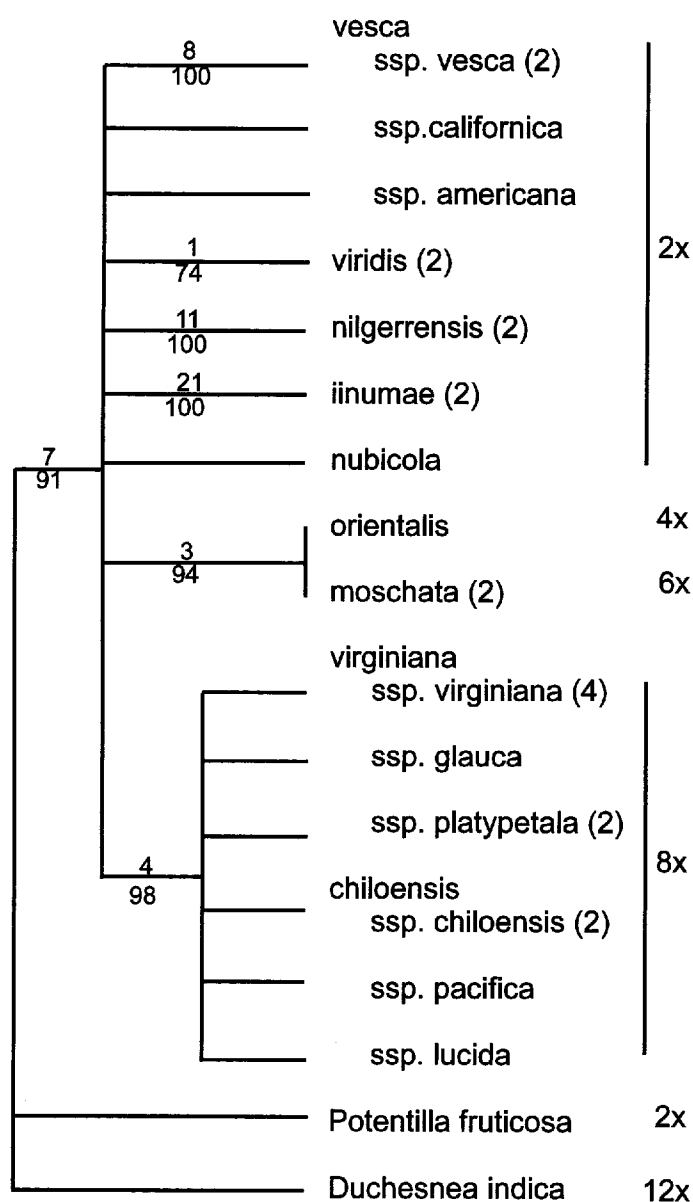 vesca
8
100
ssp. vesca (2)
ssp.californica
ssp. americana
2x
1
74
viridis (2)
11
100
nilgerrensis (2)
21
100
iinumae (2)
7
91
nubicola
orientalis
4x
3
94
moschata (2)
6x
virginiana
ssp. virginiana (4)
ssp. glauca
ssp. platypetala (2)
8x
4
98
chiloensis
ssp. chiloensis (2)
ssp. pacifica
ssp. lucida
Potentilla fruticosa
2x
Duchesnea indica
12x